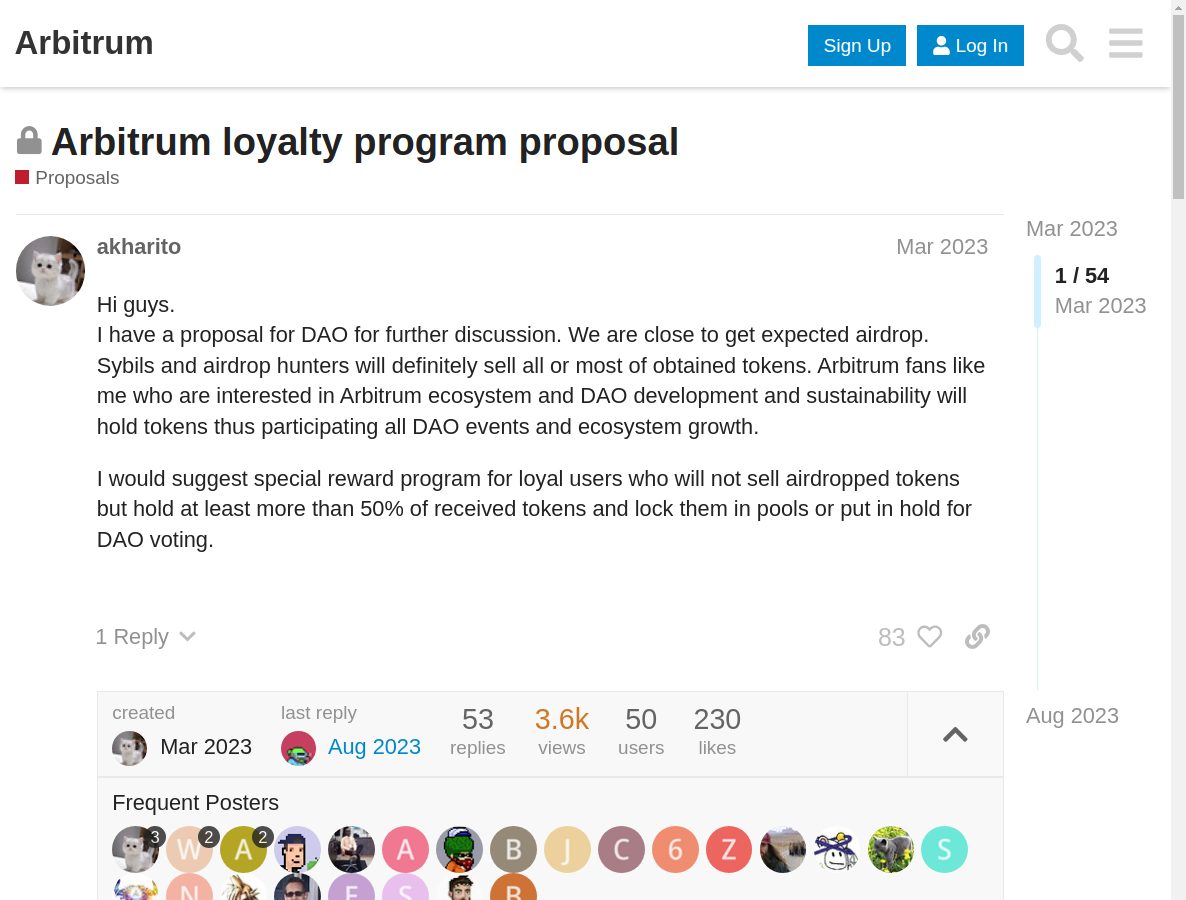 Arbitrum
Sign Up
Log In
Arbitrum loyalty program proposal
Proposals
akharito
Mar 2023
Hi guys.
I have a proposal for DAO for further discussion. We are close to get expected airdrop.
Sybils and airdrop hunters will definitely sell all or most of obtained tokens. Arbitrum fans like
me who are interested in Arbitrum ecosystem and DAO development and sustainability will
hold tokens thus participating all DAO events and ecosystem growth.
I would suggest special reward program for loyal users who will not sell airdropped tokens
but hold at least more than 50% of received tokens and lock them in pools or put in hold for
DAO voting.
1 Reply
83
Mar 2023
1 / 54
Mar 2023
Aug 2023
created
Mar 2023
last reply
Aug 2023
53
replies
3.6k
views
50
users
230
likes
Frequent Posters
3
W 2
A 2
A
B
J
C
6
Z
S
N
E
S
B